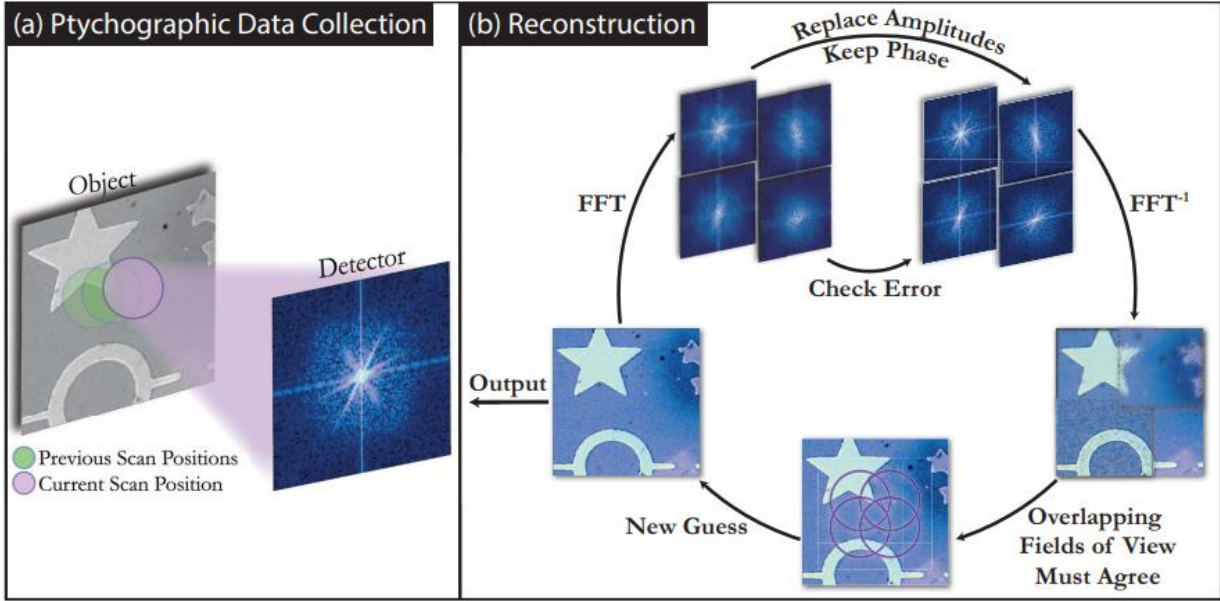 (a) Ptychographic Data Collection
Object
Detector
Previous Scan Positions
Current Scan Position
(b) Reconstruction
Replace Amplitudes
Keep Phase
FFT
FFT⁻¹
Check Error
Output
New Guess
Overlapping
Fields of View
Must Agree